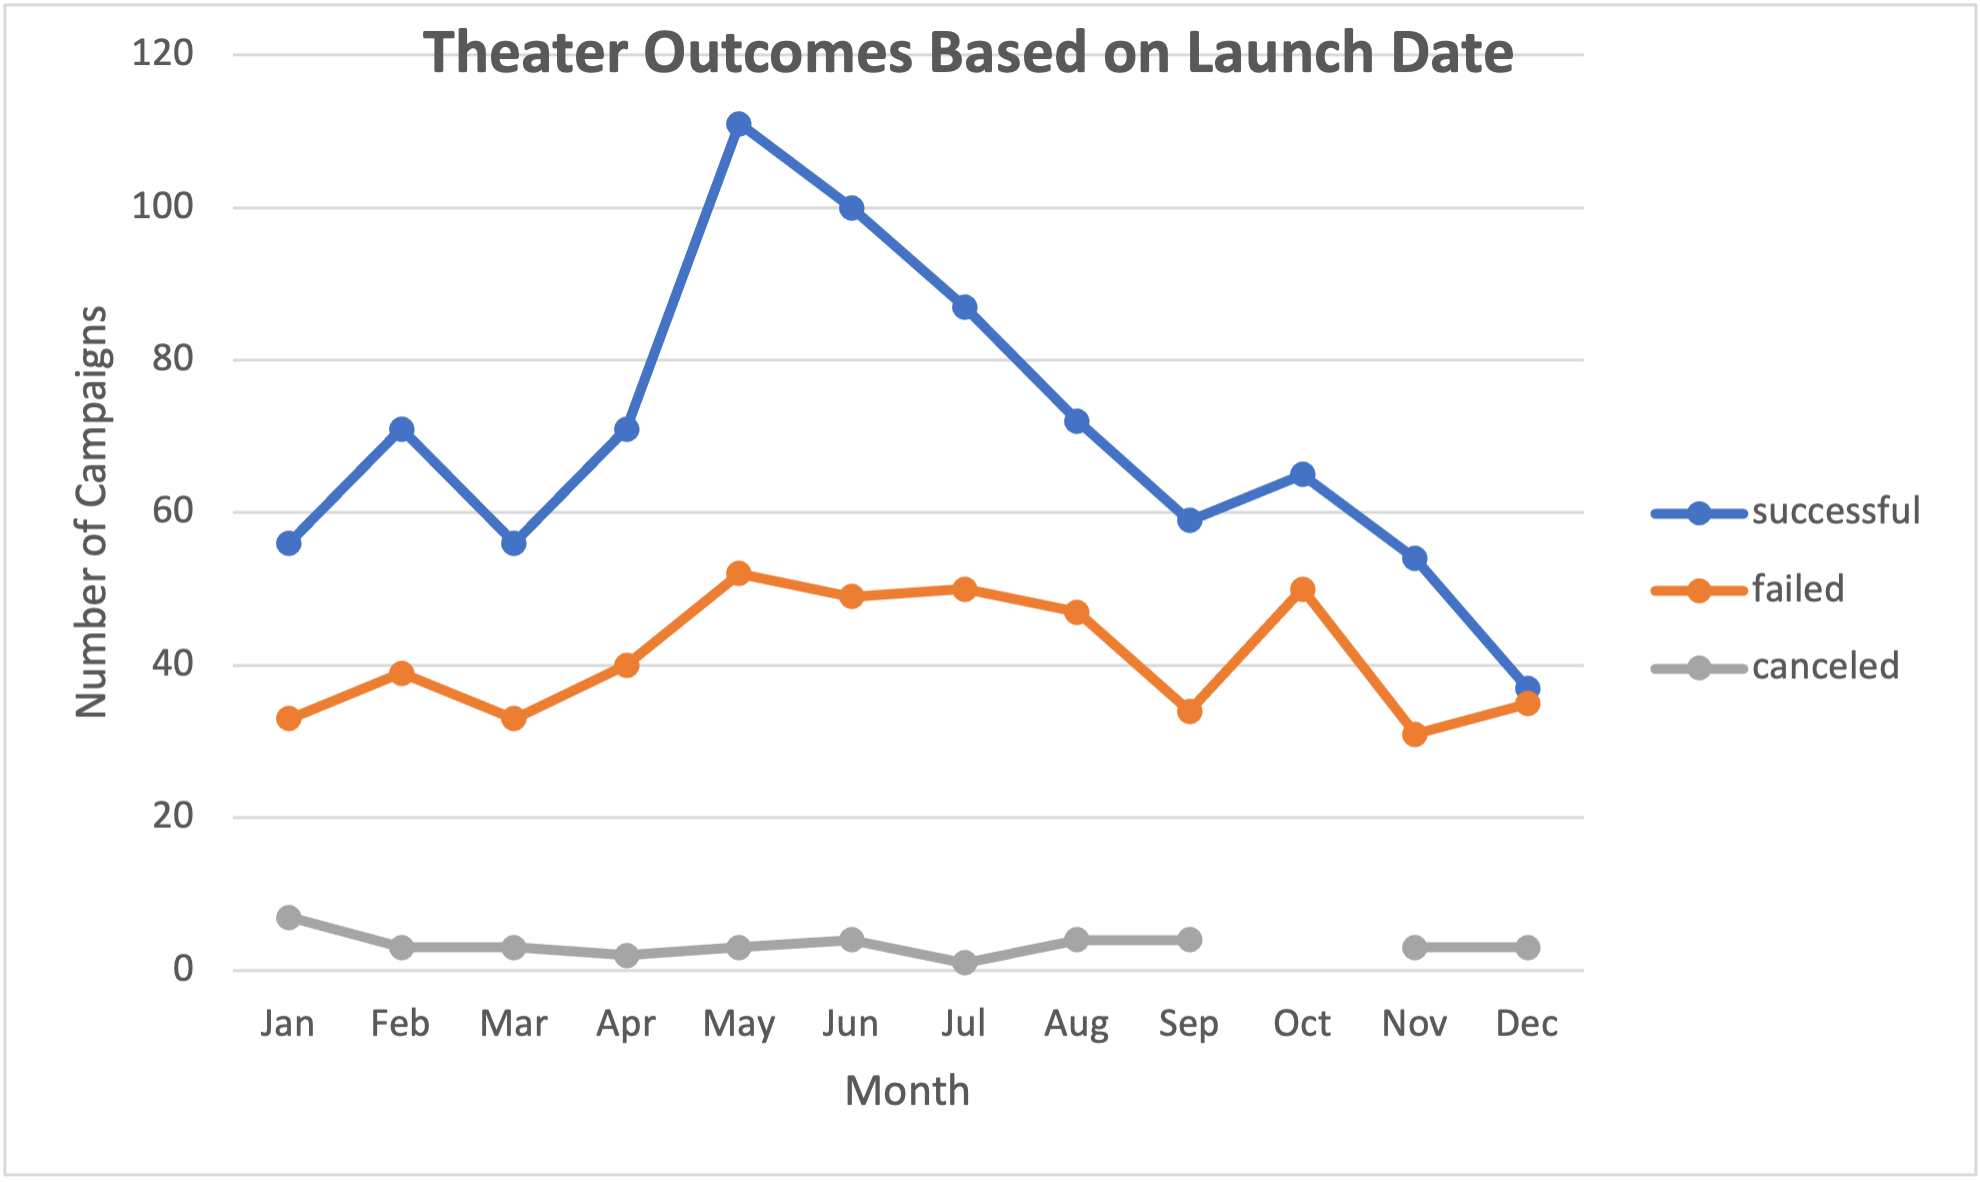 Theater Outcomes Based on Launch Date
120
100
80
60
40
20
0
Number of Campaigns
Jan Feb Mar Apr May Jun Jul Aug Sep Oct Nov Dec
Month
successful
failed
canceled